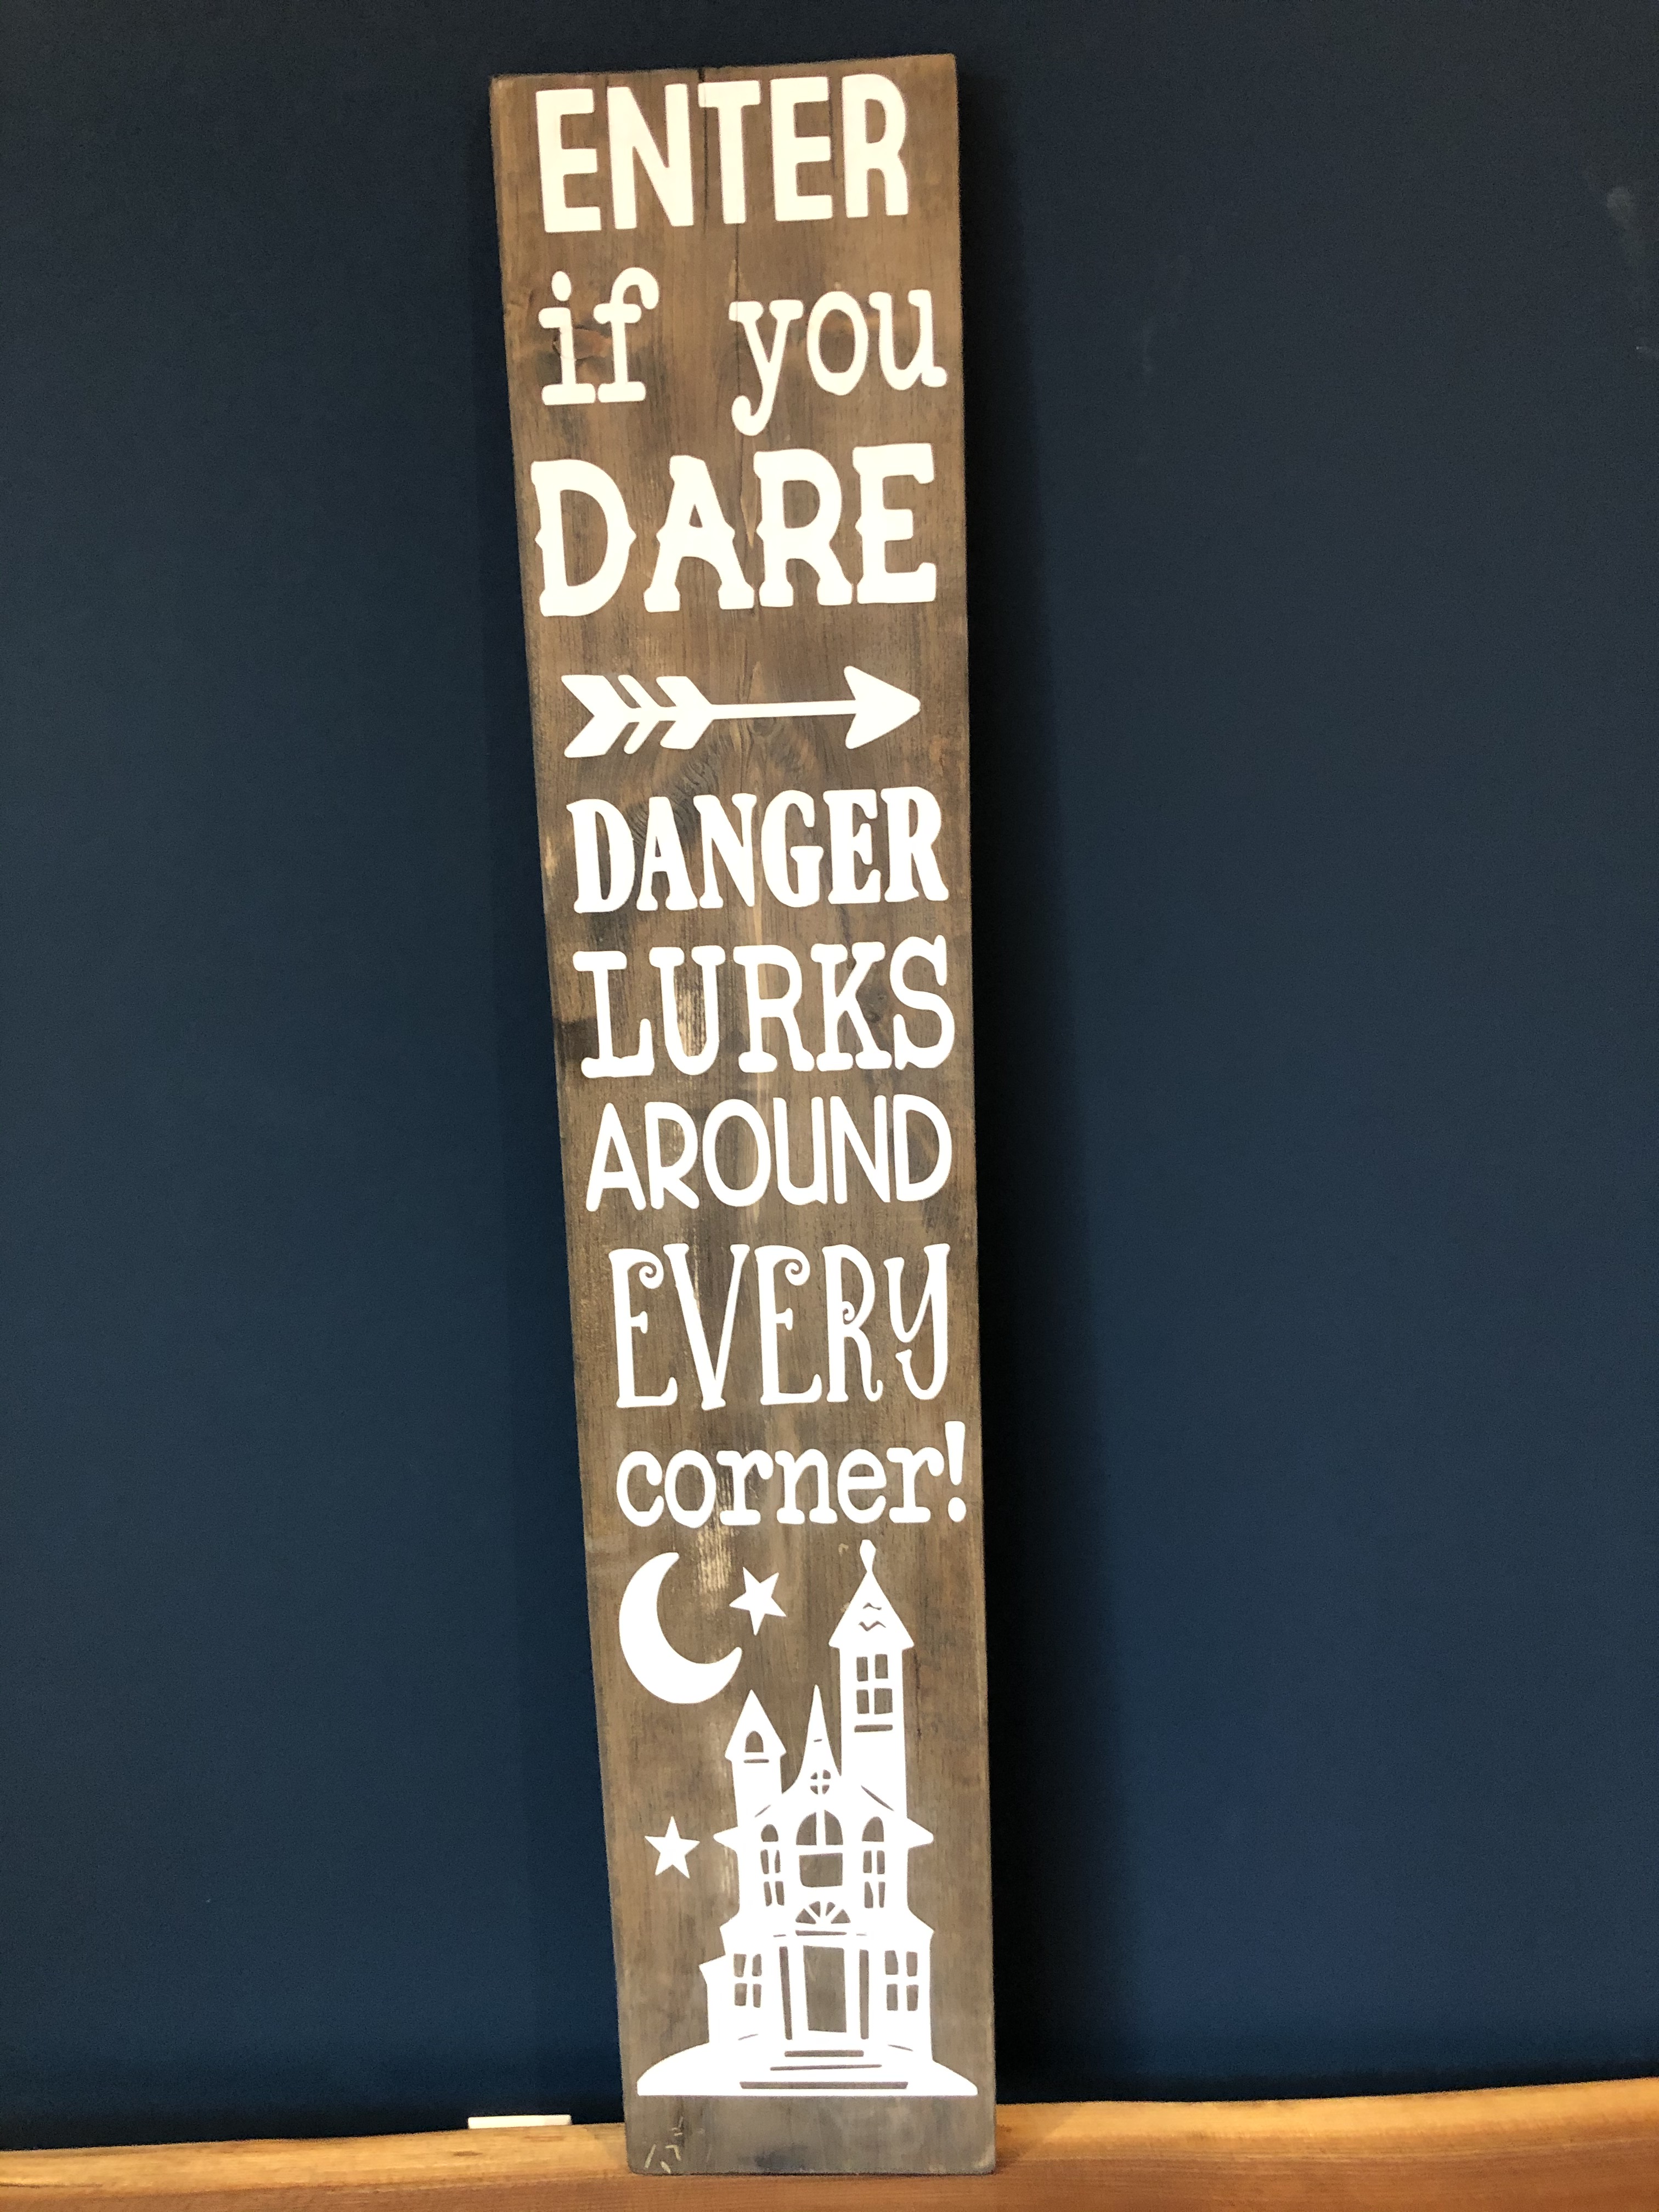 ENTER
if you
DARE
DANGER
LURKS
AROUND
EVERY
corner!